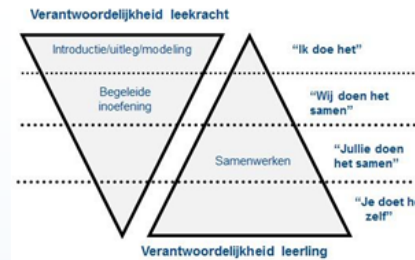 Verantwoordelijkheid leekracht
Introductie/uitleg/modeling
"Ik doe het"
Begeleide
inoefening
"Wij doen het
samen"
Samenwerken
"Jullie doen
het samen"
"Je doet he
zelf"
Verantwoordelijkheid leerling